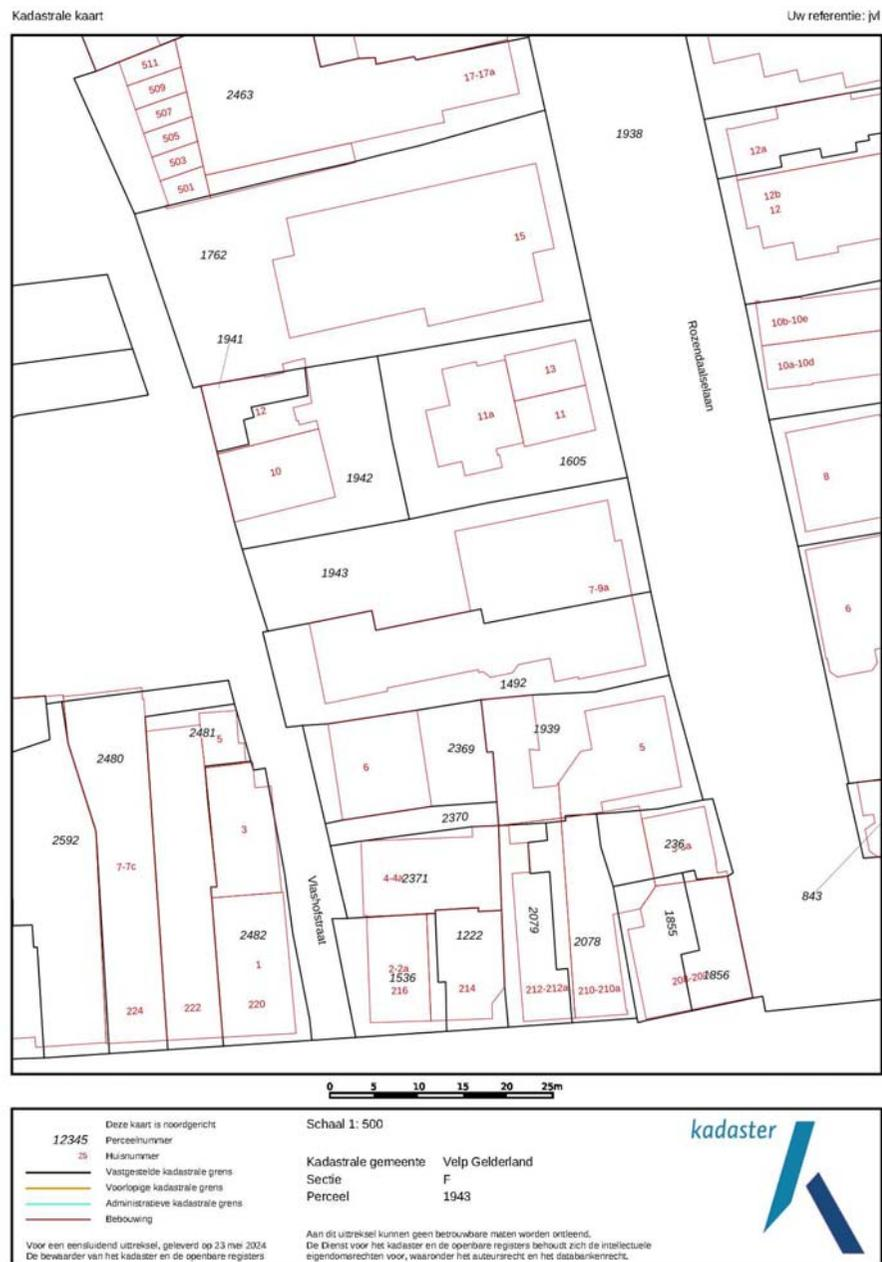 Kadastrale kaart
Uw referentie: jvl
511
509
507
505
503
501
2463
17-17a
1938
12a
12b
12
1762
15
1941
10b-10e
10a-10d
Rozendaalselaan
12
13
11a
11
10
1942
1605
8
1943
7-9a
6
1492
2481
5
2480
6
2369
1939
5
2592
3
2370
7-7c
236
4-4a
2371
843
Vlashofstraat
2482
1
220
1222
2079
2078
1855
2-2a
1536
216
214
212-212a
210-210a
1856
224
222
0 5 10 15 20 25m
Deze kaart is noordgericht
12345 Perceelnummer
25 Huisnummer
Vastgestelde kadastrale grens
Voorlopige kadastrale grens
Administratieve kadastrale grens
Bebouwing
Voor een eensluidend uittreksel, geleverd op 23 mei 2024
De bewaarder van het kadaster en de openbare registers
Schaal 1: 500
Kadastrale gemeente Velp Gelderland
Sectie F
Perceel 1943
Aan dit uittreksel kunnen geen betrouwbare maten worden ontleend.
De Dienst voor het kadaster en de openbare registers behoudt zich de intellectuele
eigendomsrechten voor, waaronder het auteursrecht en het databankenrecht.
kadaster